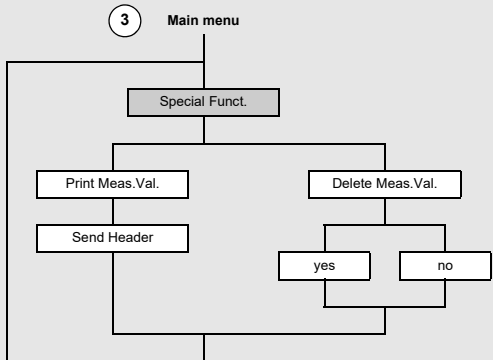 3 Main menu
Special Funct.
Print Meas.Val.
Delete Meas.Val.
Send Header
yes
no